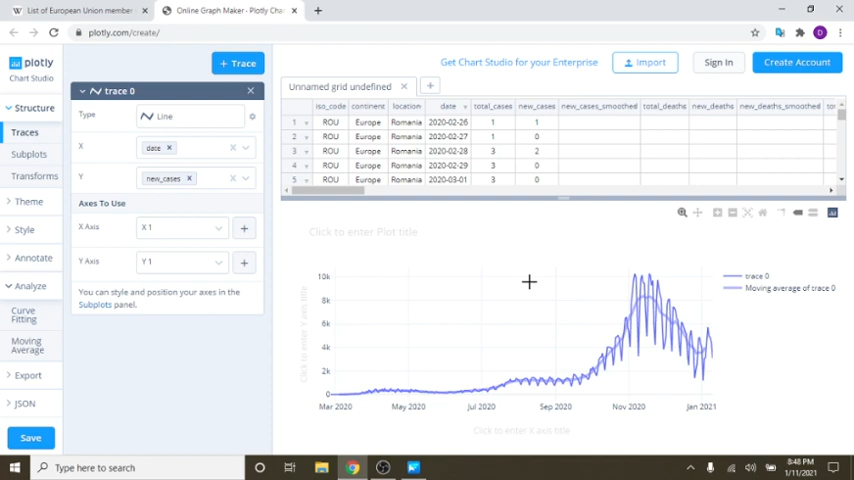 List of European Union member
Online Graph Maker · Plotly Cha
plotly.com/create/
D
plotly
Chart Studio
Structure
Traces
Subplots
Transforms
Theme
Style
Annotate
Analyze
Curve
Fitting
Moving
Average
Export
JSON
Save
+ Trace
trace 0
Type
Line
X
date
Y
new_cases
Axes To Use
X Axis
X 1
Y Axis
Y 1
You can style and position your axes in the
Subplots panel.
Get Chart Studio for your Enterprise
Import
Sign In
Create Account
Unnamed grid undefined
iso_code continent location date total_cases new_cases new_cases_smoothed total_deaths new_deaths new_deaths_smoothed
1 ROU Europe Romania 2020-02-26 1 1
2 ROU Europe Romania 2020-02-27 1 0
3 ROU Europe Romania 2020-02-28 3 2
4 ROU Europe Romania 2020-02-29 3 0
5 ROU Europe Romania 2020-03-01 3 0
Click to enter Plot title
Click to enter Y axis title
10k
8k
6k
4k
2k
0
Mar 2020 May 2020 Jul 2020 Sep 2020 Nov 2020 Jan 2021
Click to enter X axis title
trace 0
Moving average of trace 0
Type here to search
8:48 PM
1/11/2021